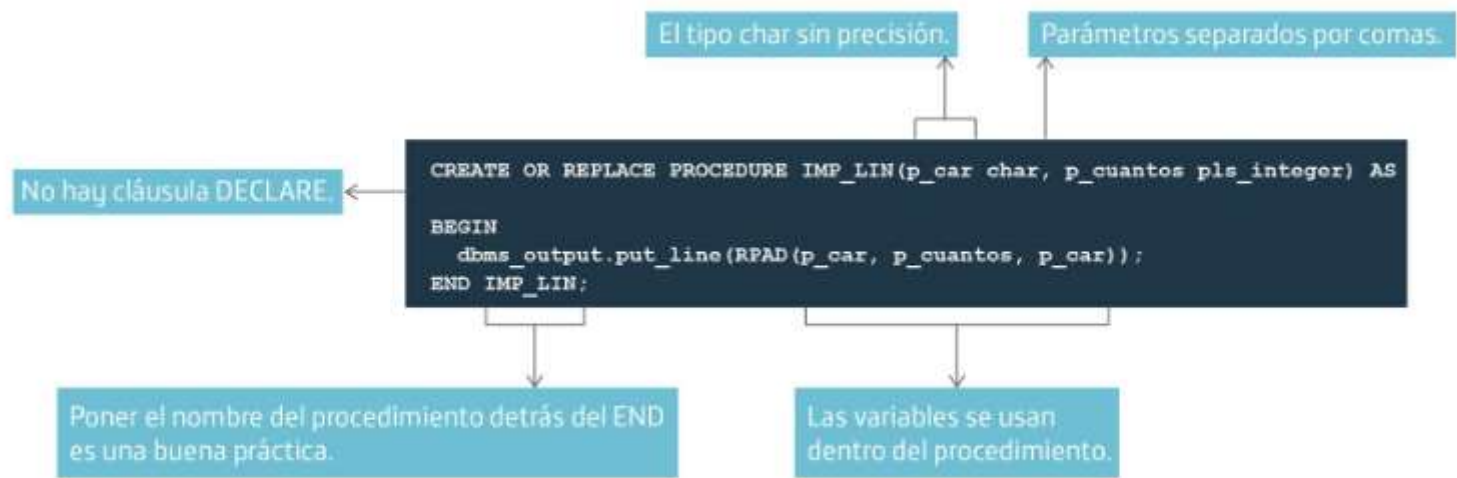 El tipo char sin precisión.
Parámetros separados por comas.
No hay cláusula DECLARE.
CREATE OR REPLACE PROCEDURE IMP_LIN(p_car char, p_cuantos pls_integer) AS
BEGIN
dbms_output.put_line(RPAD(p_car, p_cuantos, p_car));
END IMP_LIN;
Poner el nombre del procedimiento detrás del END
es una buena práctica.
Las variables se usan
dentro del procedimiento.